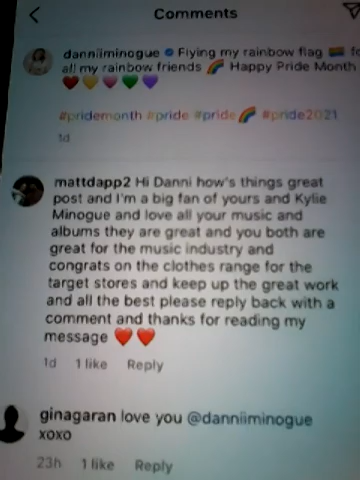 Comments
danniiminogue Flying my rainbow flag 🏳️‍🌈 fo
all my rainbow friends 🌈 Happy Pride Month
❤️💛💗💚💜
#pridemonth #pride #pride🌈 #pride2021
1d
mattdapp2 Hi Danni how's things great
post and I'm a big fan of yours and Kylie
Minogue and love all your music and
albums they are great and you both are
great for the music industry and
congrats on the clothes range for the
target stores and keep up the great work
and all the best please reply back with a
comment and thanks for reading my
message ❤️❤️
1d 1 like Reply
ginagaran love you @danniiminogue
xoxo
23h 1 like Reply